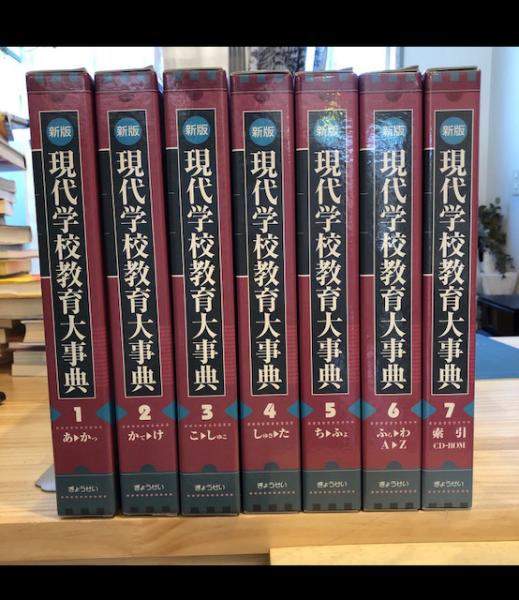 新版
現代学校教育大事典
1
あ▶かっ
ぎょうせい
新版
現代学校教育大事典
2
かて▶け
ぎょうせい
新版
現代学校教育大事典
3
こ▶しゅこ
ぎょうせい
新版
現代学校教育大事典
4
しゅさ▶た
ぎょうせい
新版
現代学校教育大事典
5
ち▶ふょ
ぎょうせい
新版
現代学校教育大事典
6
ふら▶わ
A▶Z
ぎょうせい
新版
現代学校教育大事典
7
索引
CD-ROM
ぎょうせい